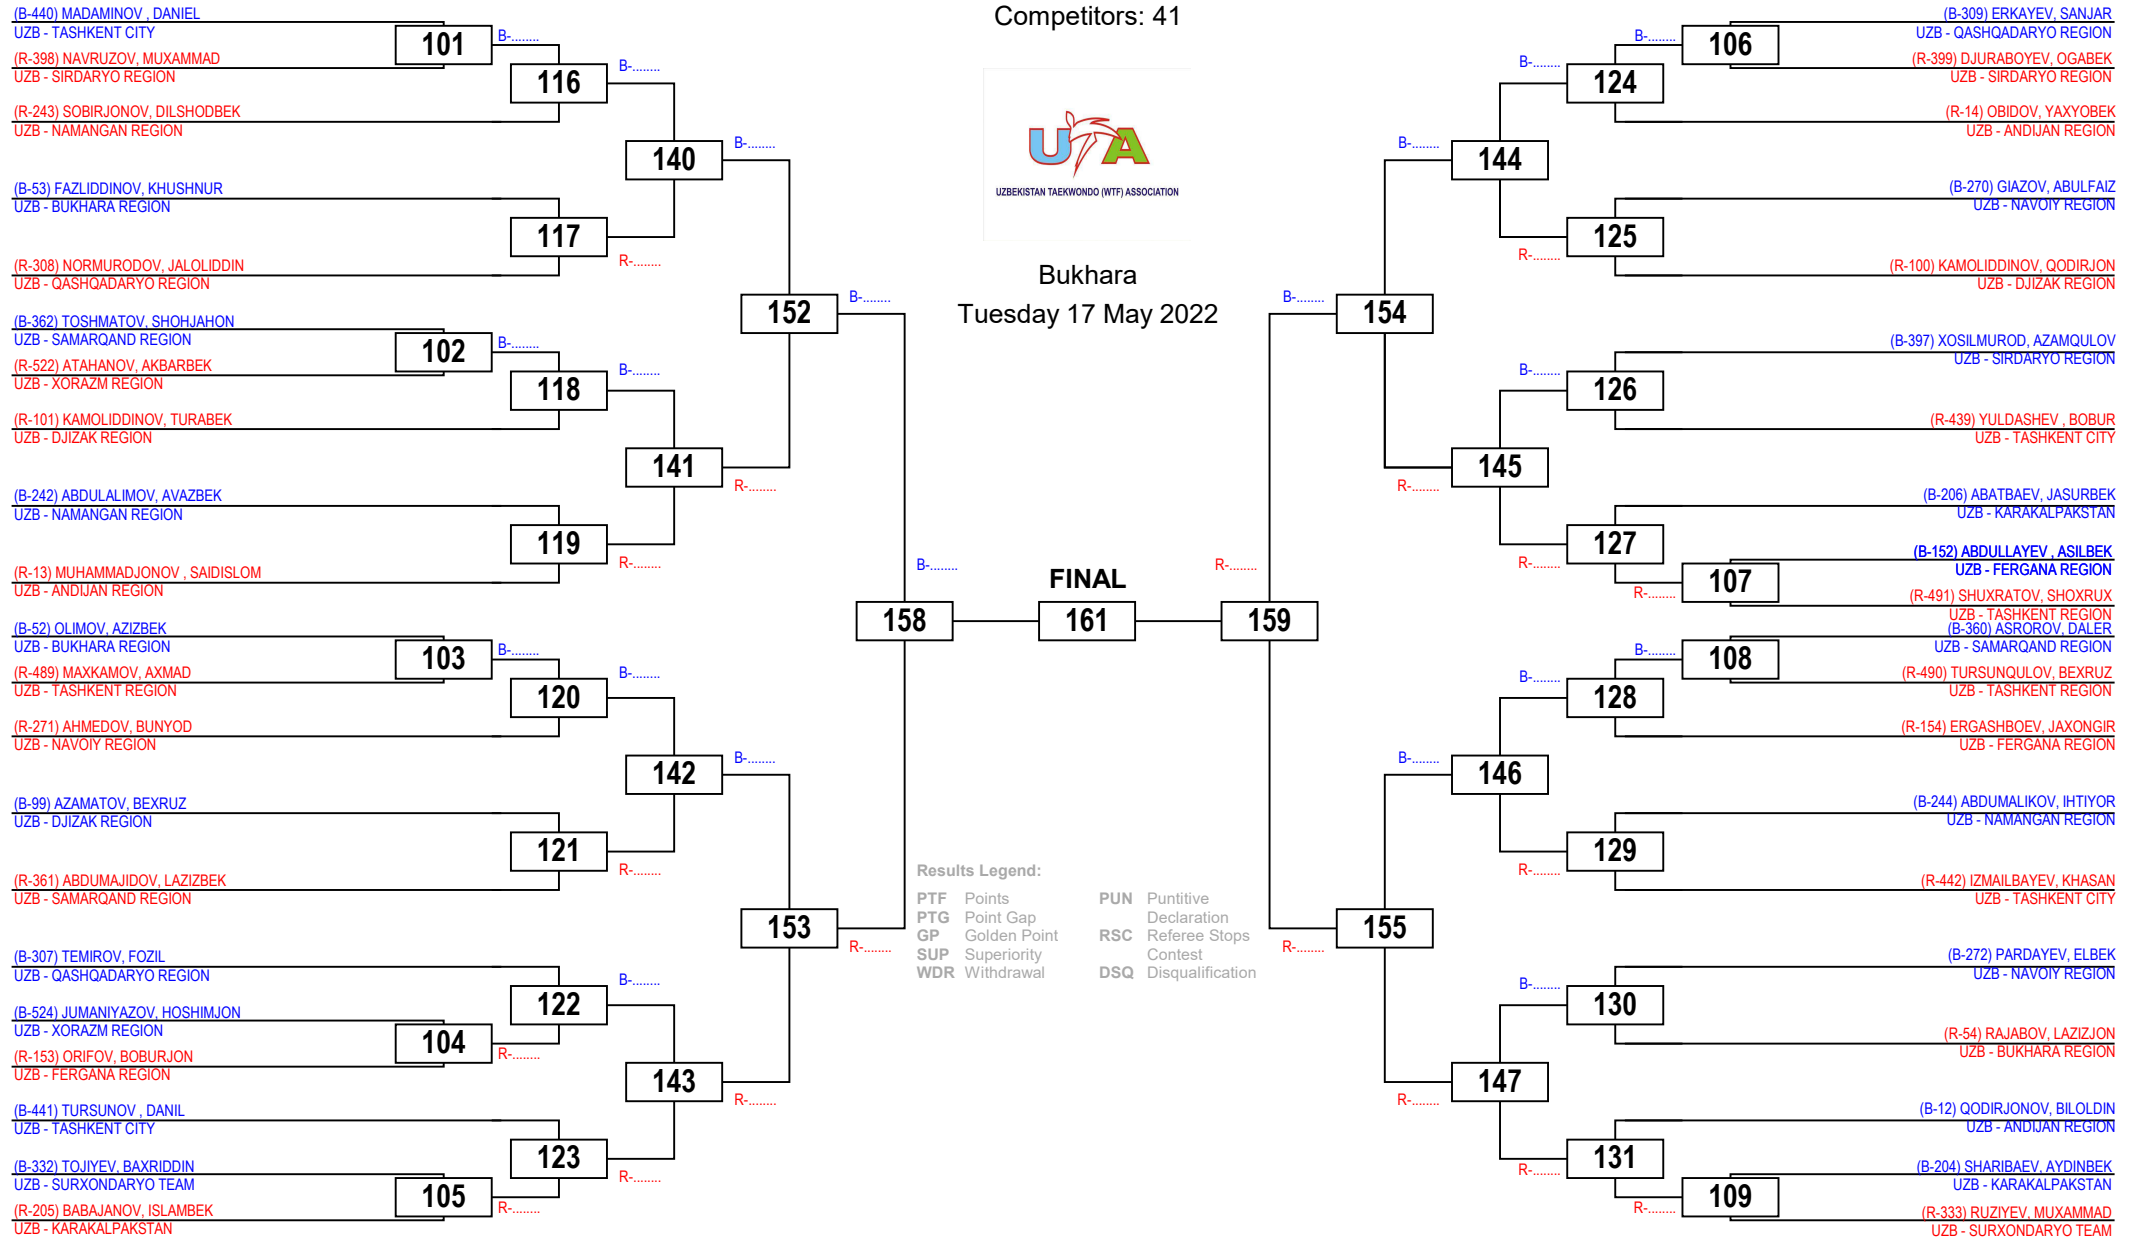 (B-440) MADAMINOV , DANIEL
UZB - TASHKENT CITY
101
B-........
(R-398) NAVRUZOV, MUXAMMAD
UZB - SIRDARYO REGION
116
B-........
(R-243) SOBIRJONOV, DILSHODBEK
UZB - NAMANGAN REGION
140
B-........
(B-53) FAZLIDDINOV, KHUSHNUR
UZB - BUKHARA REGION
117
R-........
(R-308) NORMURODOV, JALOLIDDIN
UZB - QASHQADARYO REGION
152
B-........
(B-362) TOSHMATOV, SHOHJAHON
UZB - SAMARQAND REGION
102
B-........
(R-522) ATAHANOV, AKBARBEK
UZB - XORAZM REGION
118
B-........
(R-101) KAMOLIDDINOV, TURABEK
UZB - DJIZAK REGION
141
R-........
(B-242) ABDULALIMOV, AVAZBEK
UZB - NAMANGAN REGION
119
R-........
(R-13) MUHAMMADJONOV , SAIDISLOM
UZB - ANDIJAN REGION
158
B-........
(B-52) OLIMOV, AZIZBEK
UZB - BUKHARA REGION
103
B-........
(R-489) MAXKAMOV, AXMAD
UZB - TASHKENT REGION
120
B-........
(R-271) AHMEDOV, BUNYOD
UZB - NAVOIY REGION
142
B-........
(B-99) AZAMATOV, BEXRUZ
UZB - DJIZAK REGION
121
R-........
(R-361) ABDUMAJIDOV, LAZIZBEK
UZB - SAMARQAND REGION
153
R-........
(B-307) TEMIROV, FOZIL
UZB - QASHQADARYO REGION
122
B-........
(B-524) JUMANIYAZOV, HOSHIMJON
UZB - XORAZM REGION
104
R-........
(R-153) ORIFOV, BOBURJON
UZB - FERGANA REGION
143
R-........
(B-441) TURSUNOV , DANIL
UZB - TASHKENT CITY
123
R-........
(B-332) TOJIYEV, BAXRIDDIN
UZB - SURXONDARYO TEAM
105
R-........
(R-205) BABAJANOV, ISLAMBEK
UZB - KARAKALPAKSTAN
Competitors: 41
UTA
UZBEKISTAN TAEKWONDO (WTF) ASSOCIATION
Bukhara
Tuesday 17 May 2022
FINAL
161
Results Legend:
PTF Points
PTG Point Gap
GP Golden Point
SUP Superiority
WDR Withdrawal
PUN Puntitive
Declaration
RSC Referee Stops
Contest
DSQ Disqualification
(B-309) ERKAYEV, SANJAR
UZB - QASHQADARYO REGION
106
B-........
(R-399) DJURABOYEV, OGABEK
UZB - SIRDARYO REGION
124
B-........
(R-14) OBIDOV, YAXYOBEK
UZB - ANDIJAN REGION
144
B-........
(B-270) GIAZOV, ABULFAIZ
UZB - NAVOIY REGION
125
R-........
(R-100) KAMOLIDDINOV, QODIRJON
UZB - DJIZAK REGION
154
B-........
(B-397) XOSILMUROD, AZAMQULOV
UZB - SIRDARYO REGION
126
B-........
(R-439) YULDASHEV , BOBUR
UZB - TASHKENT CITY
145
R-........
(B-206) ABATBAEV, JASURBEK
UZB - KARAKALPAKSTAN
127
R-........
(B-152) ABDULLAYEV , ASILBEK
UZB - FERGANA REGION
107
R-........
(R-491) SHUXRATOV, SHOXRUX
UZB - TASHKENT REGION
159
R-........
(B-360) ASROROV, DALER
UZB - SAMARQAND REGION
108
B-........
(R-490) TURSUNQULOV, BEXRUZ
UZB - TASHKENT REGION
128
B-........
(R-154) ERGASHBOEV, JAXONGIR
UZB - FERGANA REGION
146
B-........
(B-244) ABDUMALIKOV, IHTIYOR
UZB - NAMANGAN REGION
129
R-........
(R-442) IZMAILBAYEV, KHASAN
UZB - TASHKENT CITY
155
R-........
(B-272) PARDAYEV, ELBEK
UZB - NAVOIY REGION
130
B-........
(R-54) RAJABOV, LAZIZJON
UZB - BUKHARA REGION
147
R-........
(B-12) QODIRJONOV, BILOLDIN
UZB - ANDIJAN REGION
131
R-........
(B-204) SHARIBAEV, AYDINBEK
UZB - KARAKALPAKSTAN
109
R-........
(R-333) RUZIYEV, MUXAMMAD
UZB - SURXONDARYO TEAM